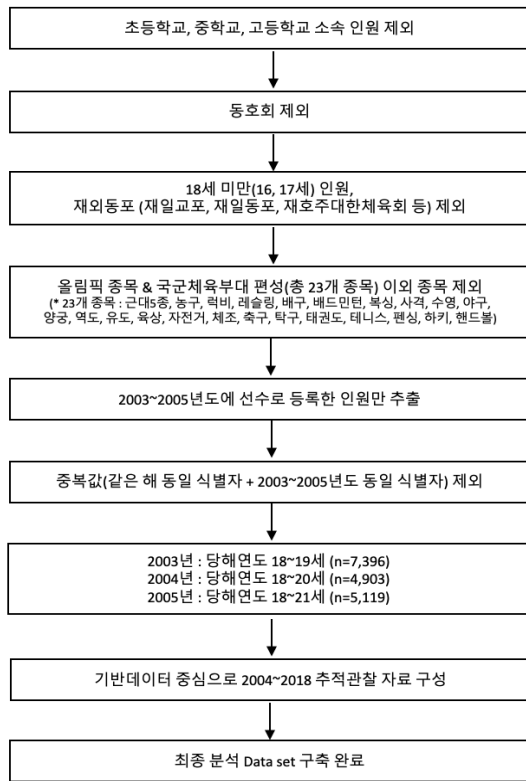 초등학교, 중학교, 고등학교 소속 인원 제외
동호회 제외
18세 미만(16, 17세) 인원,
재외동포 (재일교포, 재일동포, 재호주대한체육회 등) 제외
올림픽 종목 & 국군체육부대 편성(총 23개 종목) 이외 종목 제외
(* 23개 종목 : 근대5종, 농구, 럭비, 레슬링, 배구, 배드민턴, 복싱, 사격, 수영, 야구,
양궁, 역도, 유도, 육상, 자전거, 체조, 축구, 탁구, 태권도, 테니스, 펜싱, 하키, 핸드볼)
2003~2005년도에 선수로 등록한 인원만 추출
중복값(같은 해 동일 식별자 + 2003~2005년도 동일 식별자) 제외
2003년 : 당해연도 18~19세 (n=7,396)
2004년 : 당해연도 18~20세 (n=4,903)
2005년 : 당해연도 18~21세 (n=5,119)
기반데이터 중심으로 2004~2018 추적관찰 자료 구성
최종 분석 Data set 구축 완료